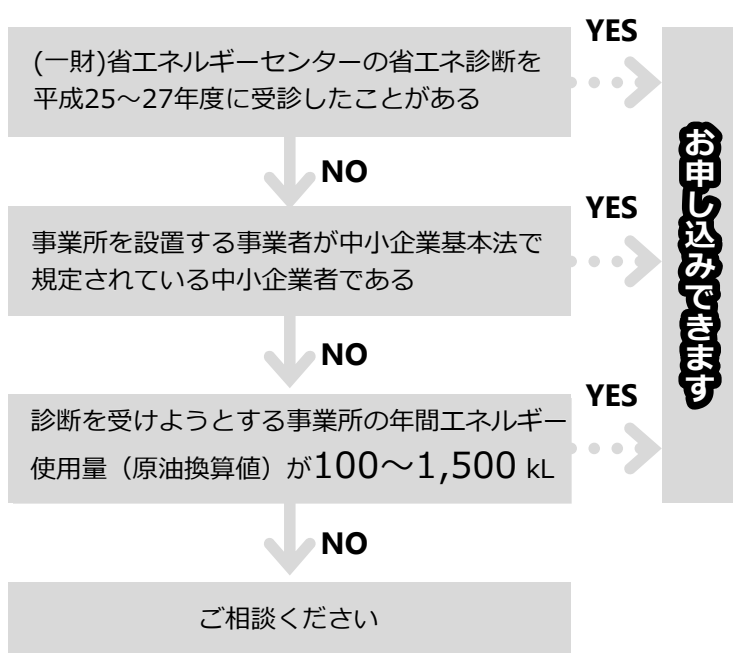 (一財)省エネルギーセンターの省エネ診断を
平成25～27年度に受診したことがある
YES
NO
事業所を設置する事業者が中小企業基本法で
規定されている中小企業者である
YES
NO
診断を受けようとする事業所の年間エネルギー
使用量（原油換算値）が100～1,500 kL
YES
NO
ご相談ください
お申し込みできます